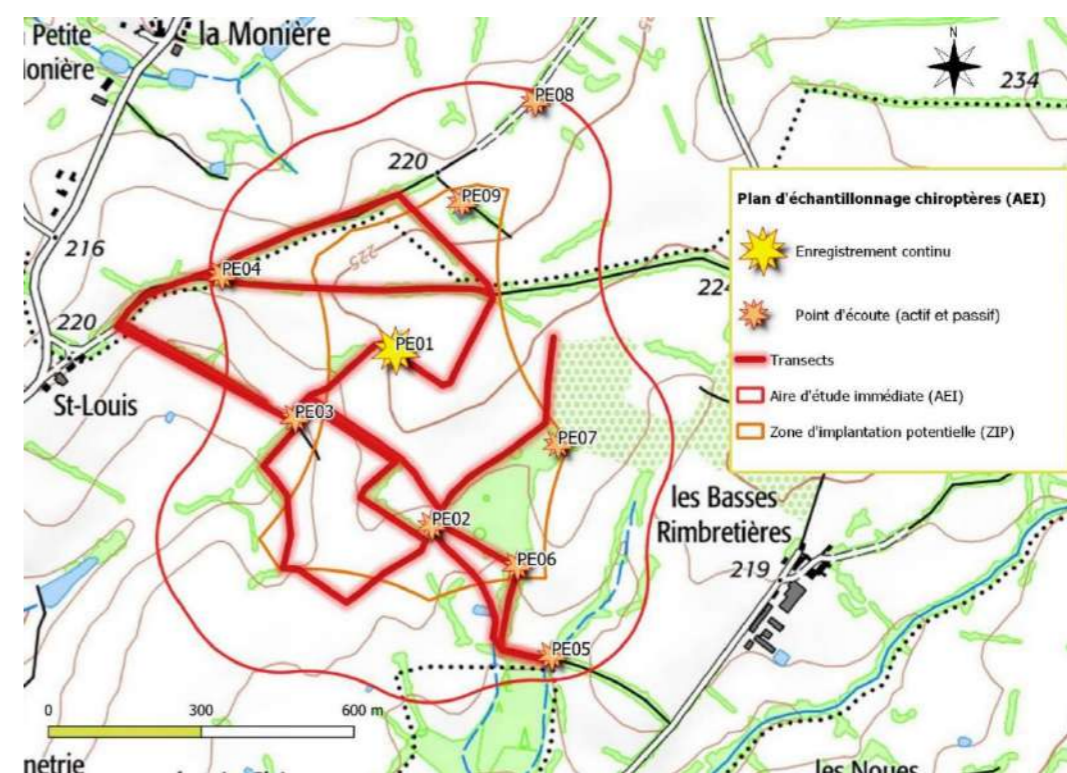 Petite
la Monière
lonière
N
234
PE08
220
PE09
Plan d'échantillonnage chiroptères (AEI)
216
225
Enregistrement continu
PE04
224
Point d'écoute (actif et passif)
220
PE01
Transects
Aire d'étude immédiate (AEI)
St-Louis
PE03
Zone d'implantation potentielle (ZIP)
PE07
les Basses
Rimbretières
PE02
PE06
219
PE05
0 300 600 m
netrie
les Noues